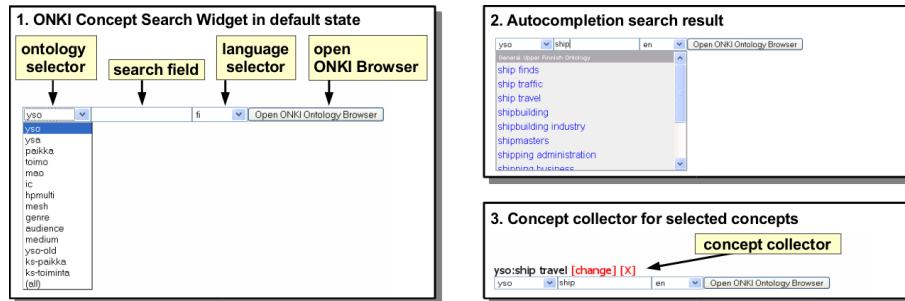 1. ONKI Concept Search Widget in default state
ontology selector
search field
language selector
open ONKI Browser
yso fi Open ONKI Ontology Browser
yso
ysa
paikka
toimo
mao
ic
hpmulti
mesh
genre
audience
medium
yso-old
ks-paikka
ks-toiminta
(all)
2. Autocompletion search result
yso ship en Open ONKI Ontology Browser
General Upper Finnish Ontology
ship finds
ship traffic
ship travel
shipbuilding
shipbuilding industry
shipmasters
shipping administration
shipping business
3. Concept collector for selected concepts
concept collector
yso:ship travel [change] [X]
yso ship en Open ONKI Ontology Browser